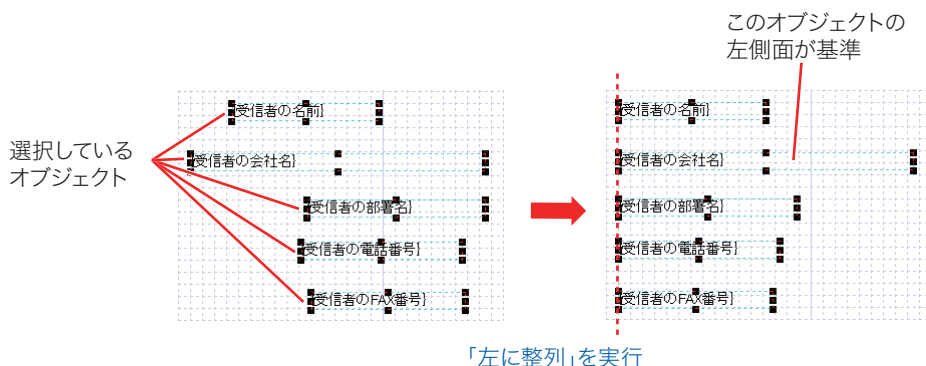 このオブジェクトの
左側面が基準
選択している
オブジェクト
{受信者の名前}
{受信者の会社名}
{受信者の部署名}
{受信者の電話番号}
{受信者のFAX番号}
{受信者の名前}
{受信者の会社名}
{受信者の部署名}
{受信者の電話番号}
{受信者のFAX番号}
「左に整列」を実行